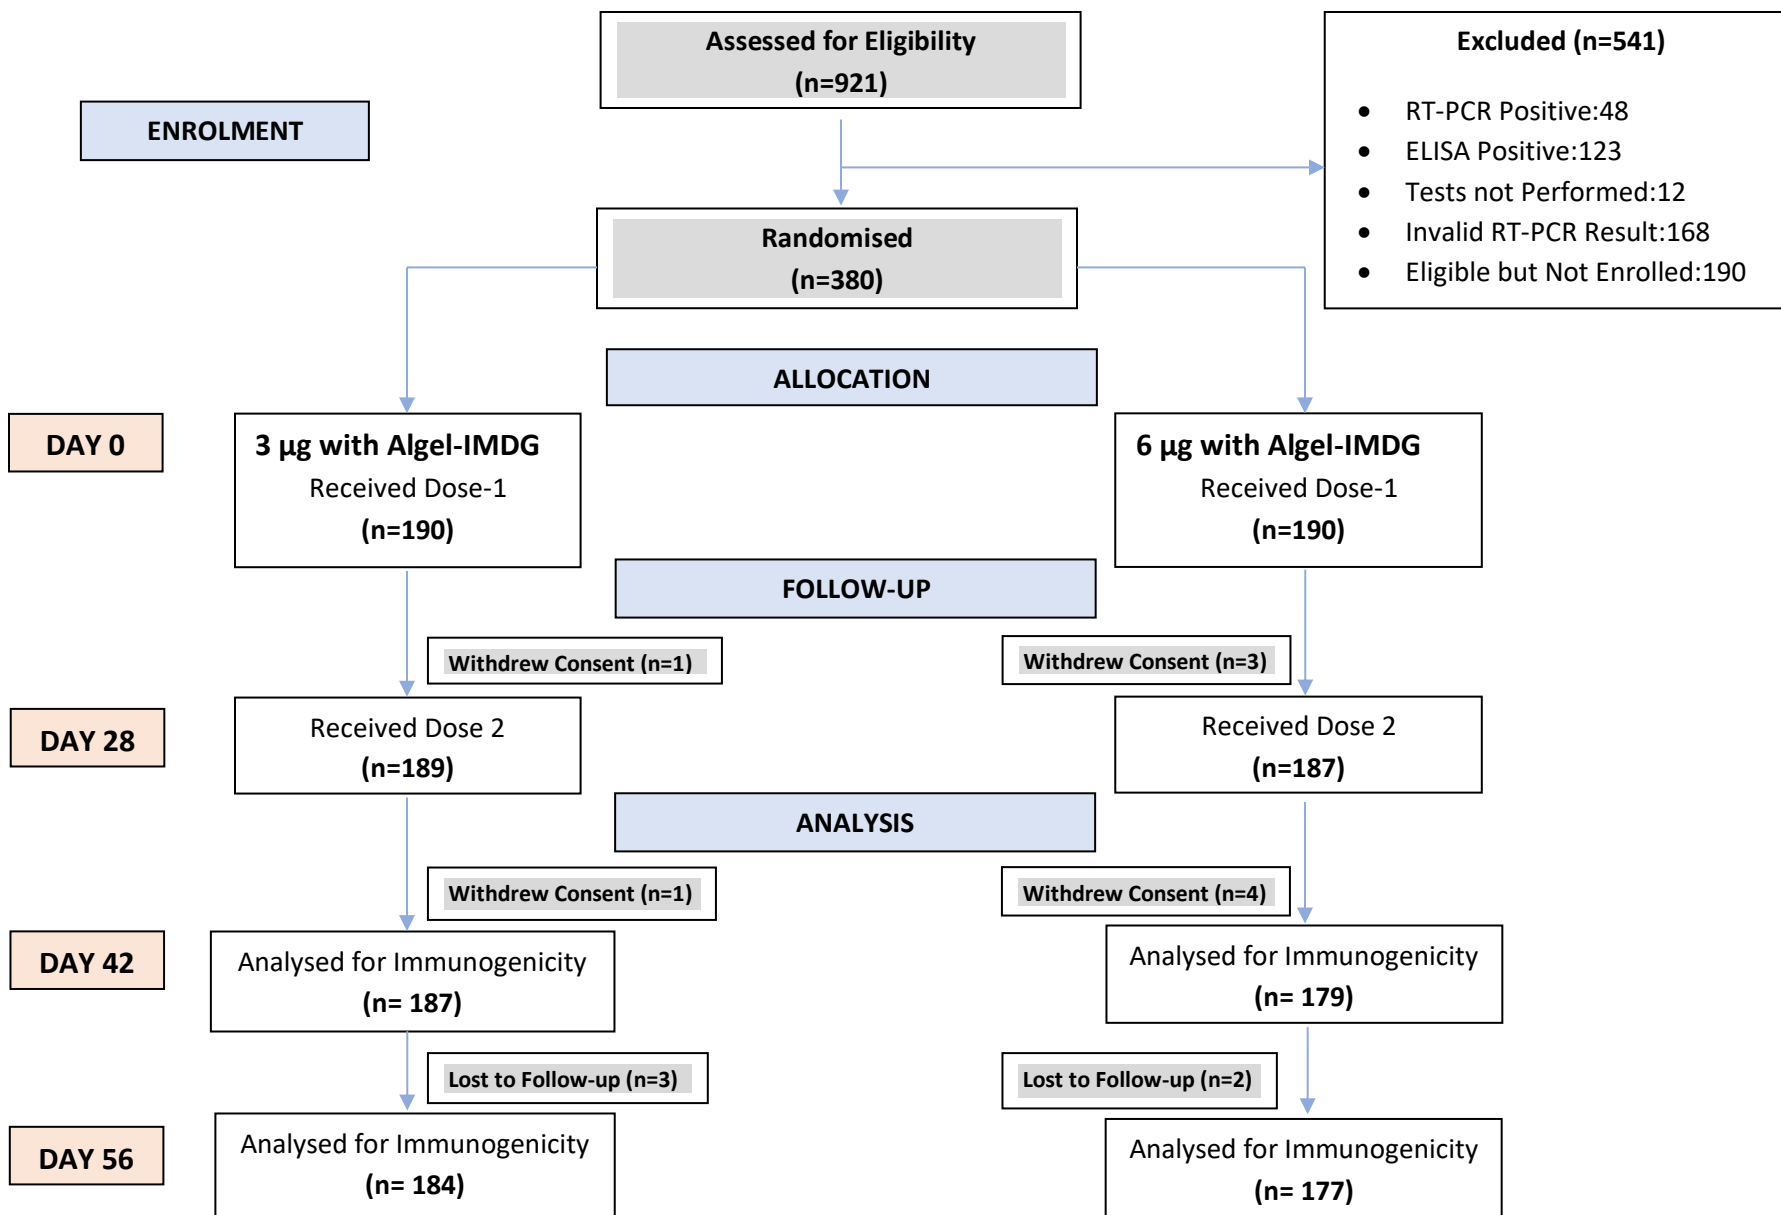 Assessed for Eligibility
(n=921)
Excluded (n=541)
• RT-PCR Positive:48
• ELISA Positive:123
• Tests not Performed:12
• Invalid RT-PCR Result:168
• Eligible but Not Enrolled:190
ENROLMENT
Randomised
(n=380)
ALLOCATION
DAY 0
3 µg with Algel-IMDG
Received Dose-1
(n=190)
6 µg with Algel-IMDG
Received Dose-1
(n=190)
FOLLOW-UP
Withdrew Consent (n=1)
Withdrew Consent (n=3)
DAY 28
Received Dose 2
(n=189)
Received Dose 2
(n=187)
ANALYSIS
Withdrew Consent (n=1)
Withdrew Consent (n=4)
DAY 42
Analysed for Immunogenicity
(n= 187)
Analysed for Immunogenicity
(n= 179)
Lost to Follow-up (n=3)
Lost to Follow-up (n=2)
DAY 56
Analysed for Immunogenicity
(n= 184)
Analysed for Immunogenicity
(n= 177)